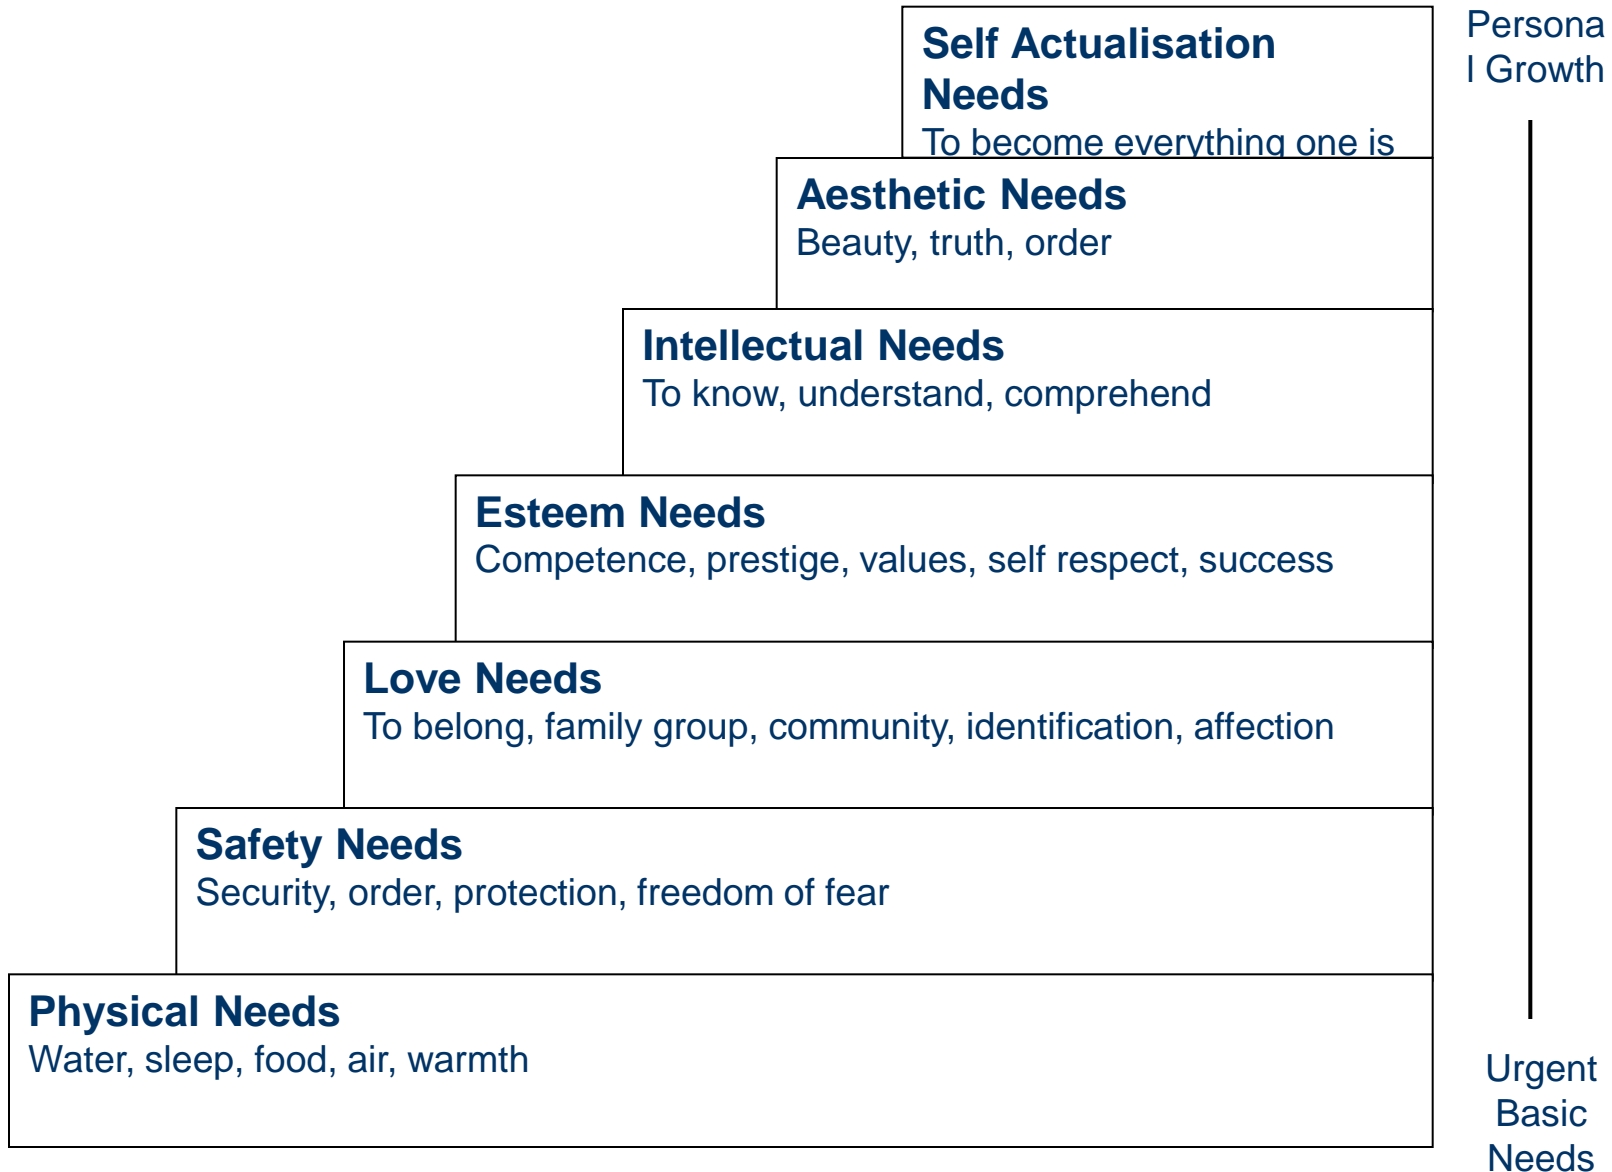 Self Actualisation
Needs
To become everything one is
Persona
l Growth
Aesthetic Needs
Beauty, truth, order
Intellectual Needs
To know, understand, comprehend
Esteem Needs
Competence, prestige, values, self respect, success
Love Needs
To belong, family group, community, identification, affection
Safety Needs
Security, order, protection, freedom of fear
Physical Needs
Water, sleep, food, air, warmth
Urgent
Basic
Needs